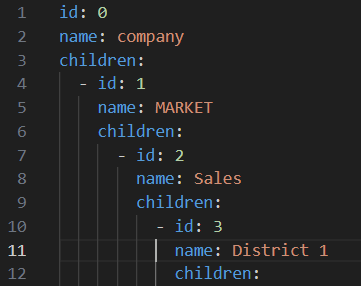 1 id: 0
2 name: company
3 children:
4   - id: 1
5     name: MARKET
6     children:
7       - id: 2
8         name: Sales
9         children:
10           - id: 3
11             name: District 1
12             children: